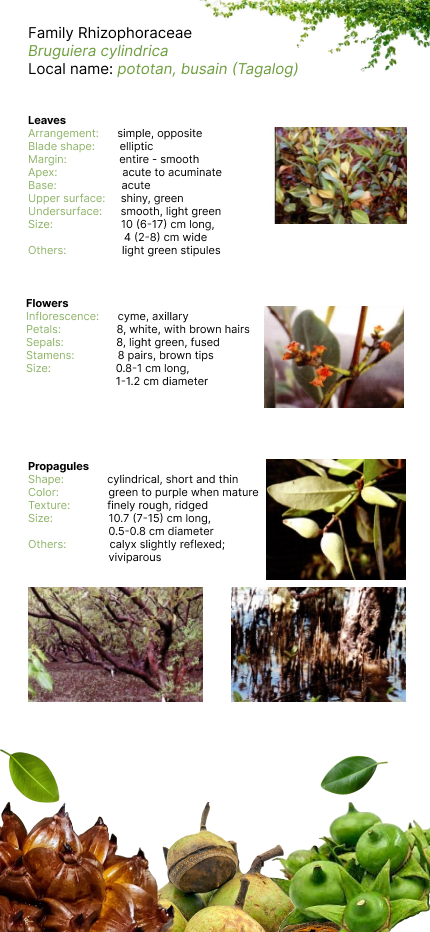 Family Rhizophoraceae
Bruguiera cylindrica
Local name: pototan, busain (Tagalog)
Leaves
Arrangement: simple, opposite
Blade shape: elliptic
Margin: entire - smooth
Apex: acute to acuminate
Base: acute
Upper surface: shiny, green
Undersurface: smooth, light green
Size: 10 (6-17) cm long,
4 (2-8) cm wide
Others: light green stipules
Flowers
Inflorescence: cyme, axillary
Petals: 8, white, with brown hairs
Sepals: 8, light green, fused
Stamens: 8 pairs, brown tips
Size: 0.8-1 cm long,
1-1.2 cm diameter
Propagules
Shape: cylindrical, short and thin
Color: green to purple when mature
Texture: finely rough, ridged
Size: 10.7 (7-15) cm long,
0.5-0.8 cm diameter
Others: calyx slightly reflexed;
viviparous